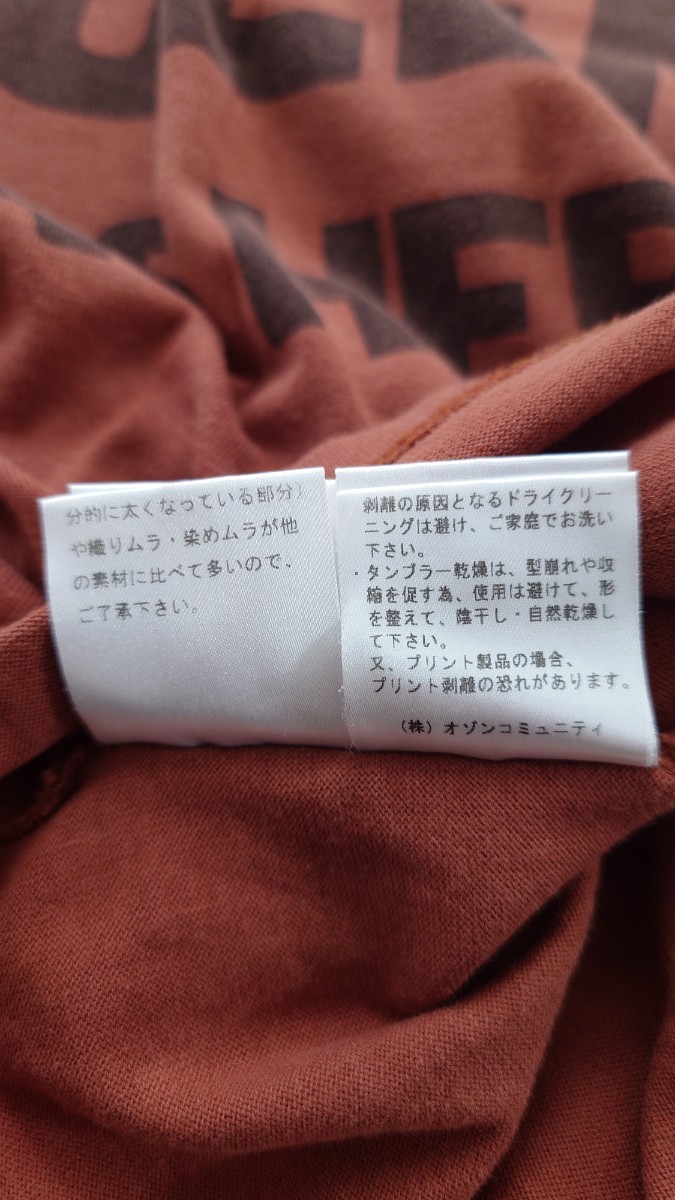 HER
分的に太くなっている部分)
や織りムラ・染めムラが他
の素材に比べて多いので、
ご了承下さい。
剥離の原因となるドライクリー
ニングは避け、ご家庭でお洗い
下さい。
・タンブラー乾燥は、型崩れや収
縮を促す為、使用は避けて、形
を整えて、陰干し・自然乾燥し
て下さい。
又、プリント製品の場合、
プリント剥離の恐れがあります。
(株)オゾンコミュニティ